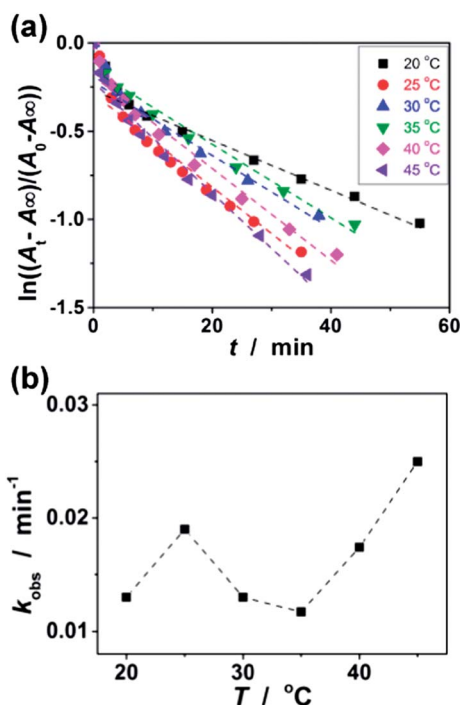 (a)
ln((Aₜ- A∞)/(A₀-A∞))
0.0
-0.5
-1.0
-1.5
20 °C
25 °C
30 °C
35 °C
40 °C
45 °C
0 20 40 60
t / min
(b)
k_obs / min⁻¹
0.03
0.02
0.01
20 30 40
T / °C